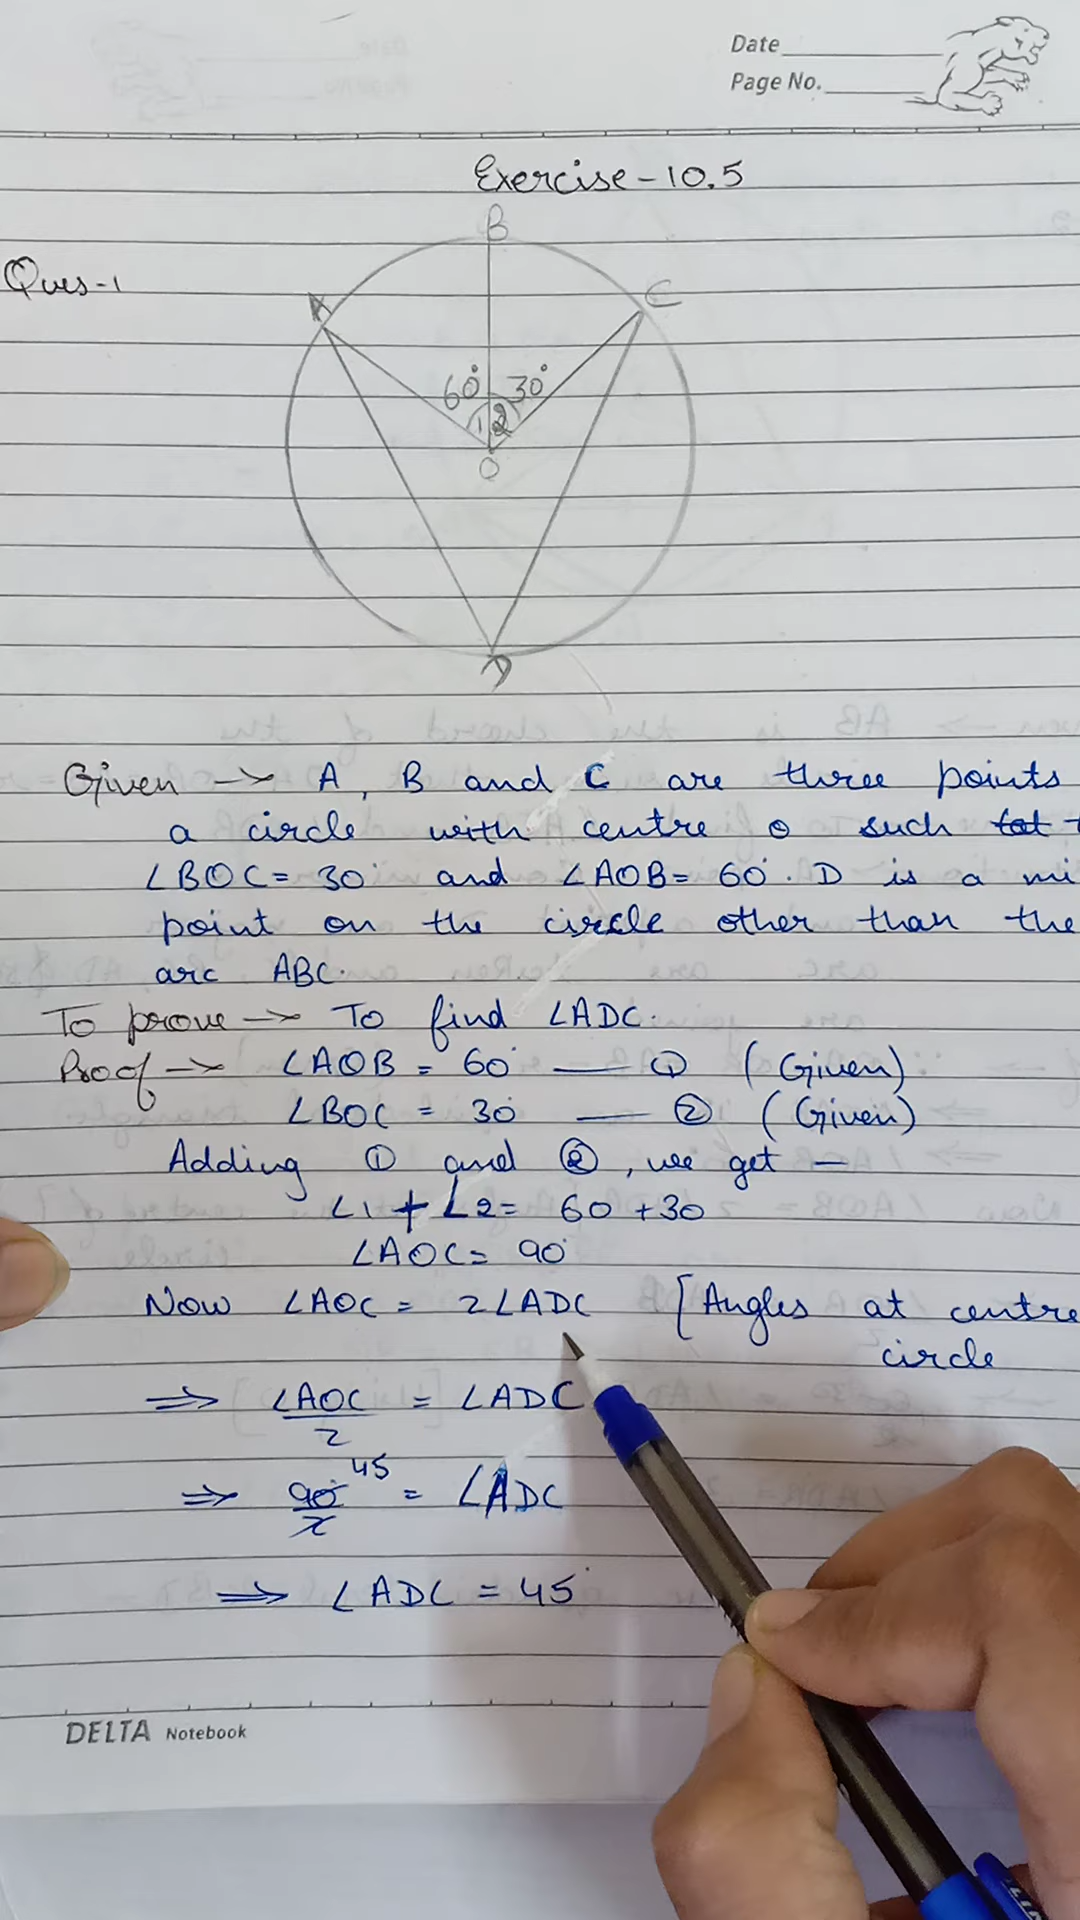 Date
Page No.
Exercise-10.5
Ques-1
B
A
C
60° 30°
1 2
O
D
Given → A, B and C are three points
a circle with centre O such tat
∠BOC = 30° and ∠AOB = 60°. D is a
point on the circle other than the
arc ABC.
To prove → To find ∠ADC.
Proof → ∠AOB = 60° — ① (Given)
∠BOC = 30 — ② (Given)
Adding ① and ②, we get —
∠1 + ∠2 = 60 + 30
∠AOC = 90°
Now ∠AOC = 2∠ADC [Angles at centre
circle
⇒ ∠AOC/2 = ∠ADC
⇒ 90°/2 45 = ∠ADC
⇒ ∠ADC = 45°
DELTA Notebook